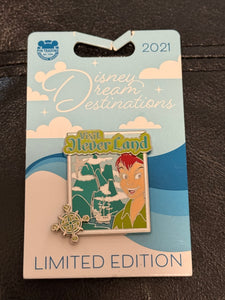 2021
Disney
Dream
Destinations
Visit
Never Land
LIMITED EDITION